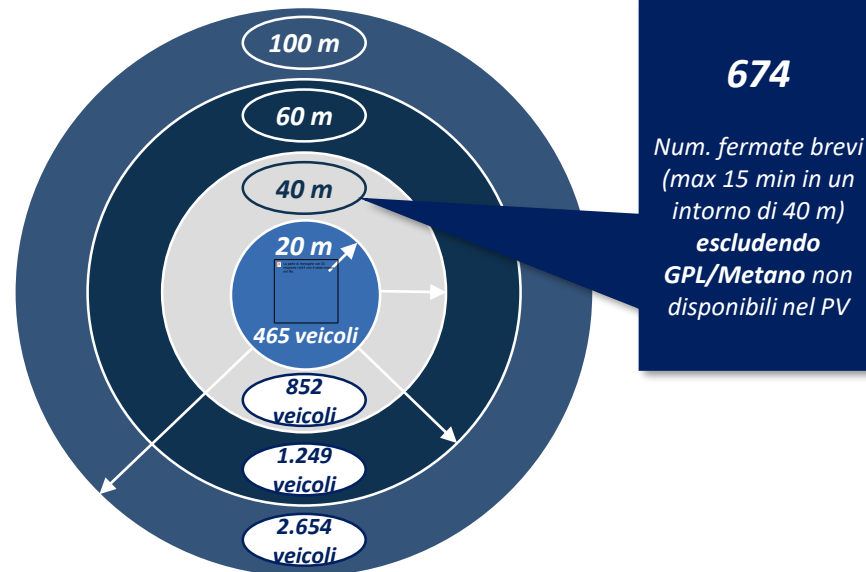 100 m
60 m
40 m
20 m
465 veicoli
852
veicoli
1.249
veicoli
2.654
veicoli
674
Num. fermate brevi
(max 15 min in un
intorno di 40 m)
escludendo
GPL/Metano non
disponibili nel PV